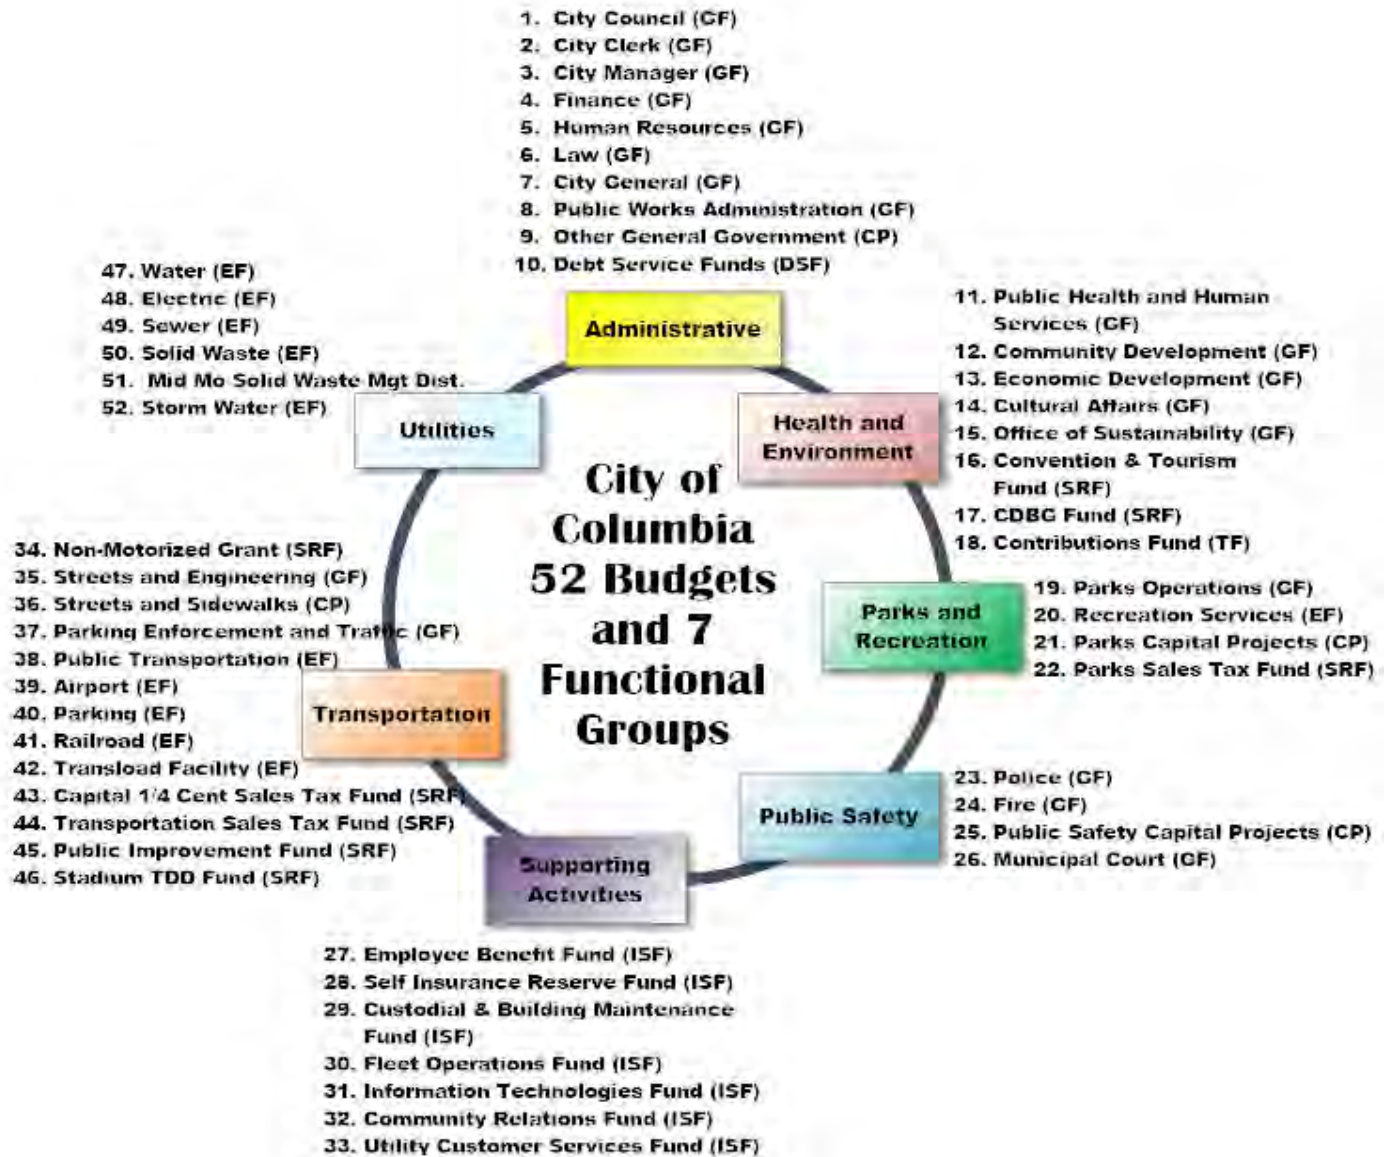 1. City Council (GF)
2. City Clerk (GF)
3. City Manager (GF)
4. Finance (GF)
5. Human Resources (GF)
6. Law (GF)
7. City General (GF)
8. Public Works Administration (GF)
9. Other General Government (CP)
10. Debt Service Funds (DSF)
Administrative
11. Public Health and Human
Services (GF)
12. Community Development (GF)
13. Economic Development (GF)
14. Cultural Affairs (GF)
15. Office of Sustainability (GF)
16. Convention & Tourism
Fund (SRF)
17. CDBG Fund (SRF)
18. Contributions Fund (TF)
Health and
Environment
19. Parks Operations (GF)
20. Recreation Services (EF)
21. Parks Capital Projects (CP)
22. Parks Sales Tax Fund (SRF)
Parks and
Recreation
23. Police (GF)
24. Fire (GF)
25. Public Safety Capital Projects (CP)
26. Municipal Court (GF)
Public Safety
Supporting
Activities
27. Employee Benefit Fund (ISF)
28. Self Insurance Reserve Fund (ISF)
29. Custodial & Building Maintenance
Fund (ISF)
30. Fleet Operations Fund (ISF)
31. Information Technologies Fund (ISF)
32. Community Relations Fund (ISF)
33. Utility Customer Services Fund (ISF)
34. Non-Motorized Grant (SRF)
35. Streets and Engineering (GF)
36. Streets and Sidewalks (CP)
37. Parking Enforcement and Traffic (GF)
38. Public Transportation (EF)
39. Airport (EF)
40. Parking (EF)
41. Railroad (EF)
42. Transload Facility (EF)
43. Capital 1/4 Cent Sales Tax Fund (SRF)
44. Transportation Sales Tax Fund (SRF)
45. Public Improvement Fund (SRF)
46. Stadium TDD Fund (SRF)
Transportation
47. Water (EF)
48. Electric (EF)
49. Sewer (EF)
50. Solid Waste (EF)
51. Mid Mo Solid Waste Mgt Dist.
52. Storm Water (EF)
Utilities
City of
Columbia
52 Budgets
and 7
Functional
Groups